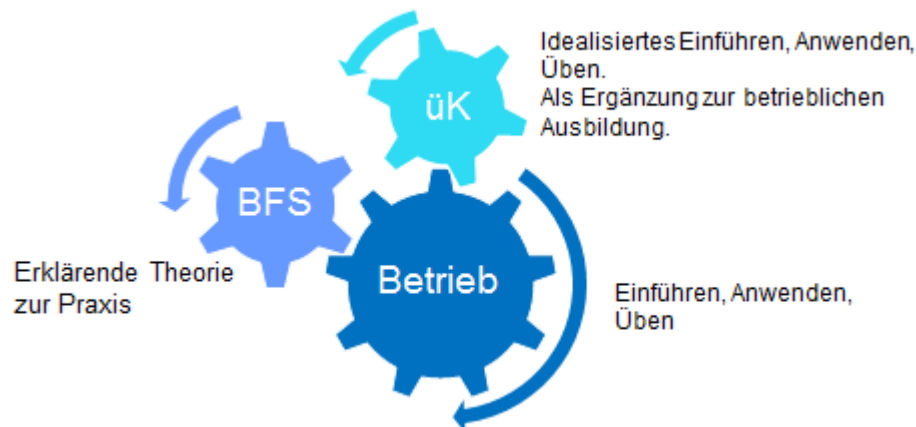 Idealisiertes Einführen, Anwenden,
Üben.
Als Ergänzung zur betrieblichen
Ausbildung.
üK
BFS
Erklärende Theorie
zur Praxis
Betrieb
Einführen, Anwenden,
Üben